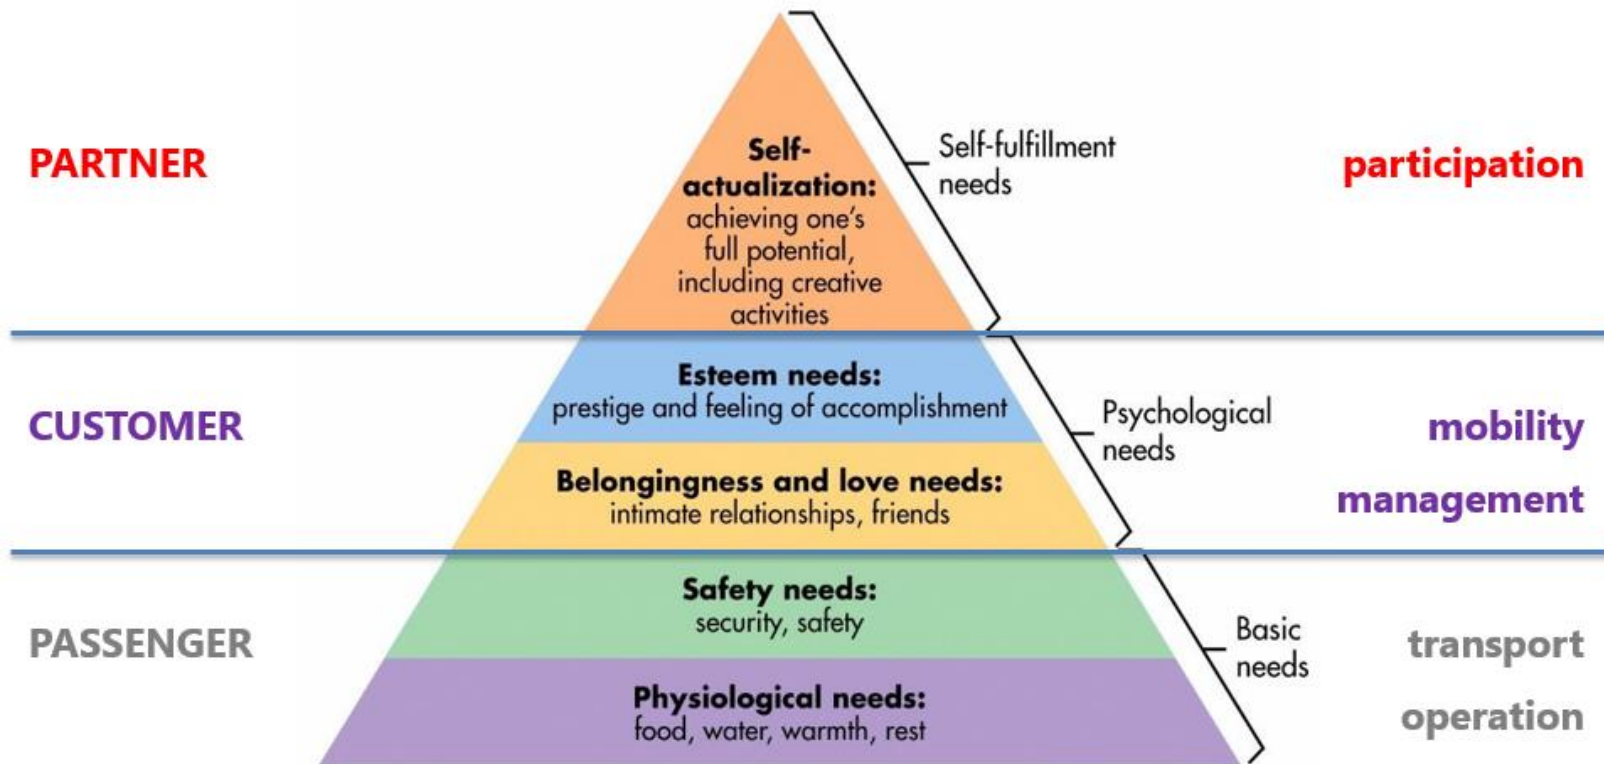 PARTNER
Self-
actualization:
achieving one's
full potential,
including creative
activities
Self-fulfillment
needs
participation
CUSTOMER
Esteem needs:
prestige and feeling of accomplishment
Belongingness and love needs:
intimate relationships, friends
Psychological
needs
mobility
management
PASSENGER
Safety needs:
security, safety
Physiological needs:
food, water, warmth, rest
Basic
needs
transport
operation